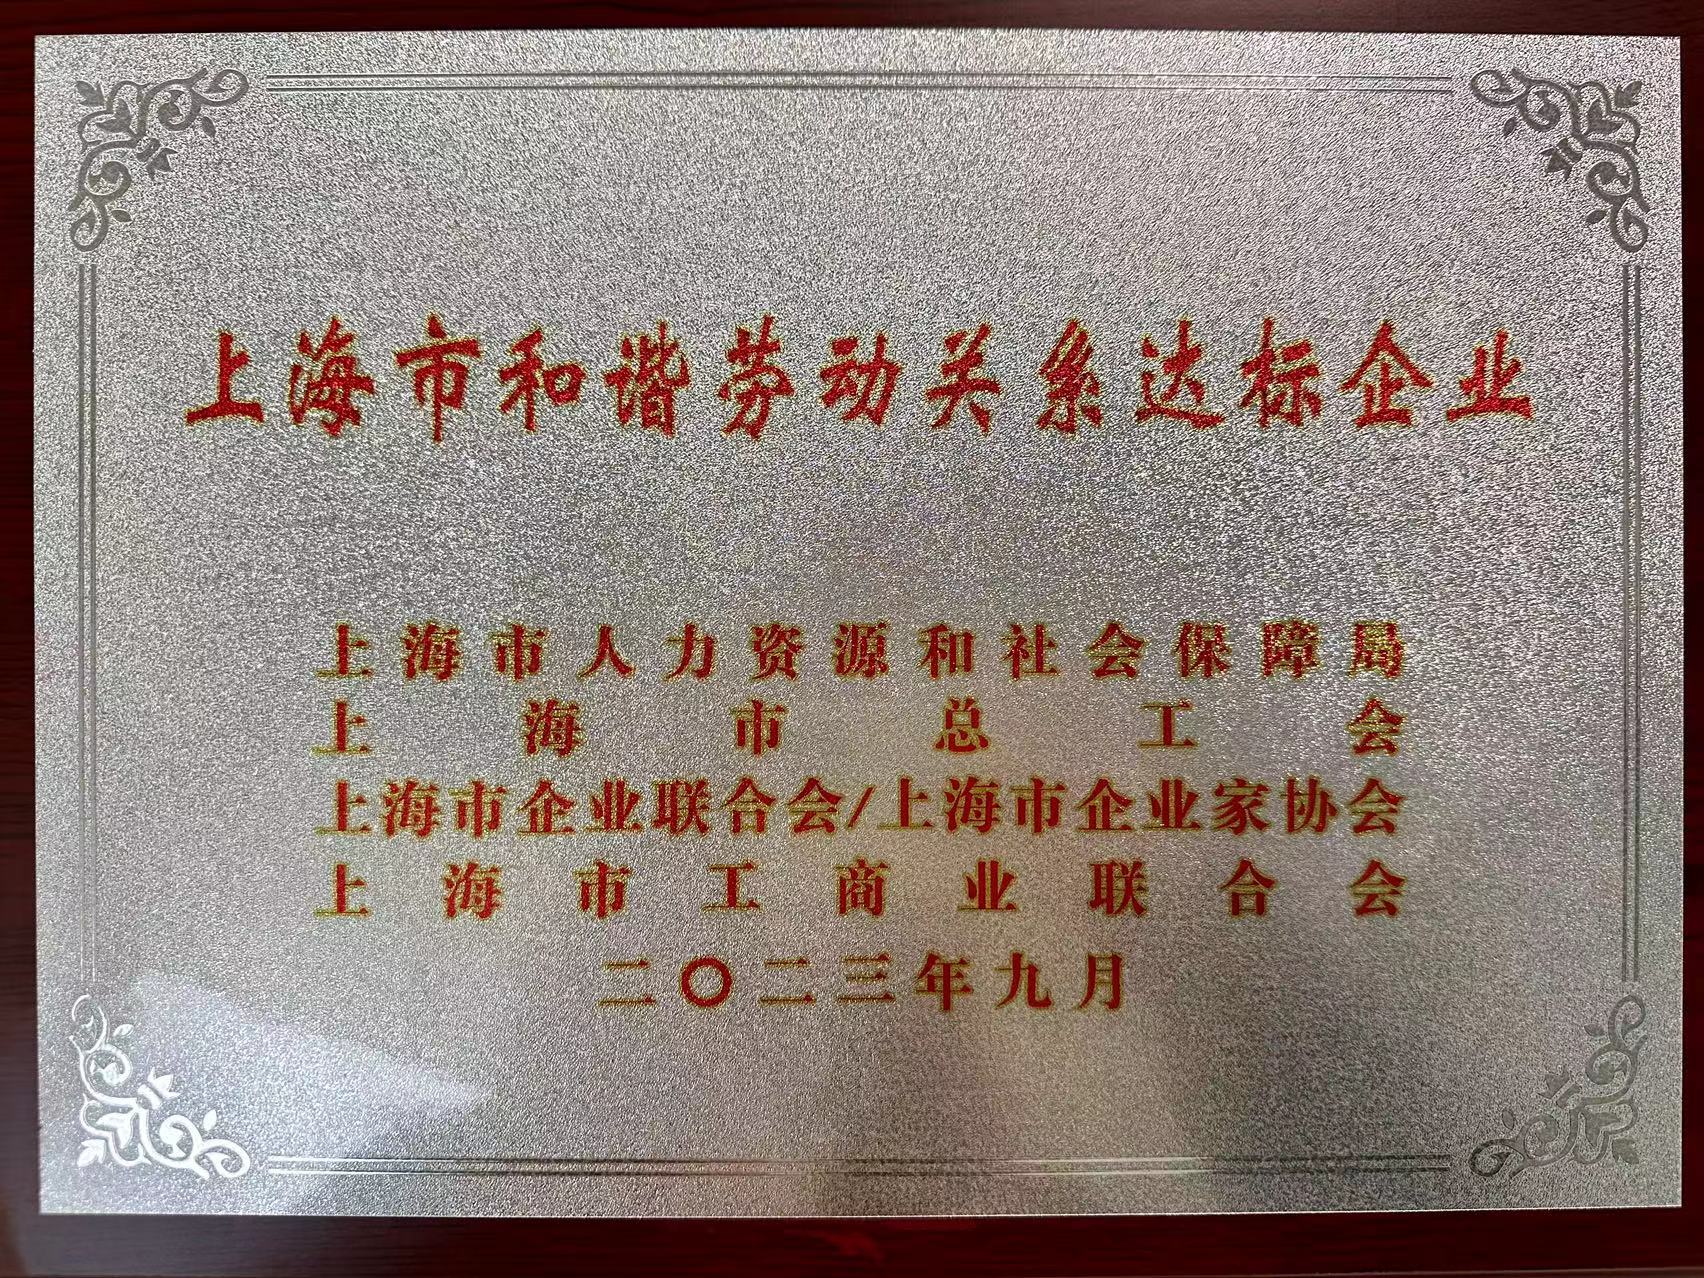 上海市和谐劳动关系达标企业
上海市人力资源和社会保障局
上海市总工会
上海市企业联合会/上海市企业家协会
上海市工商业联合会
二〇二三年九月